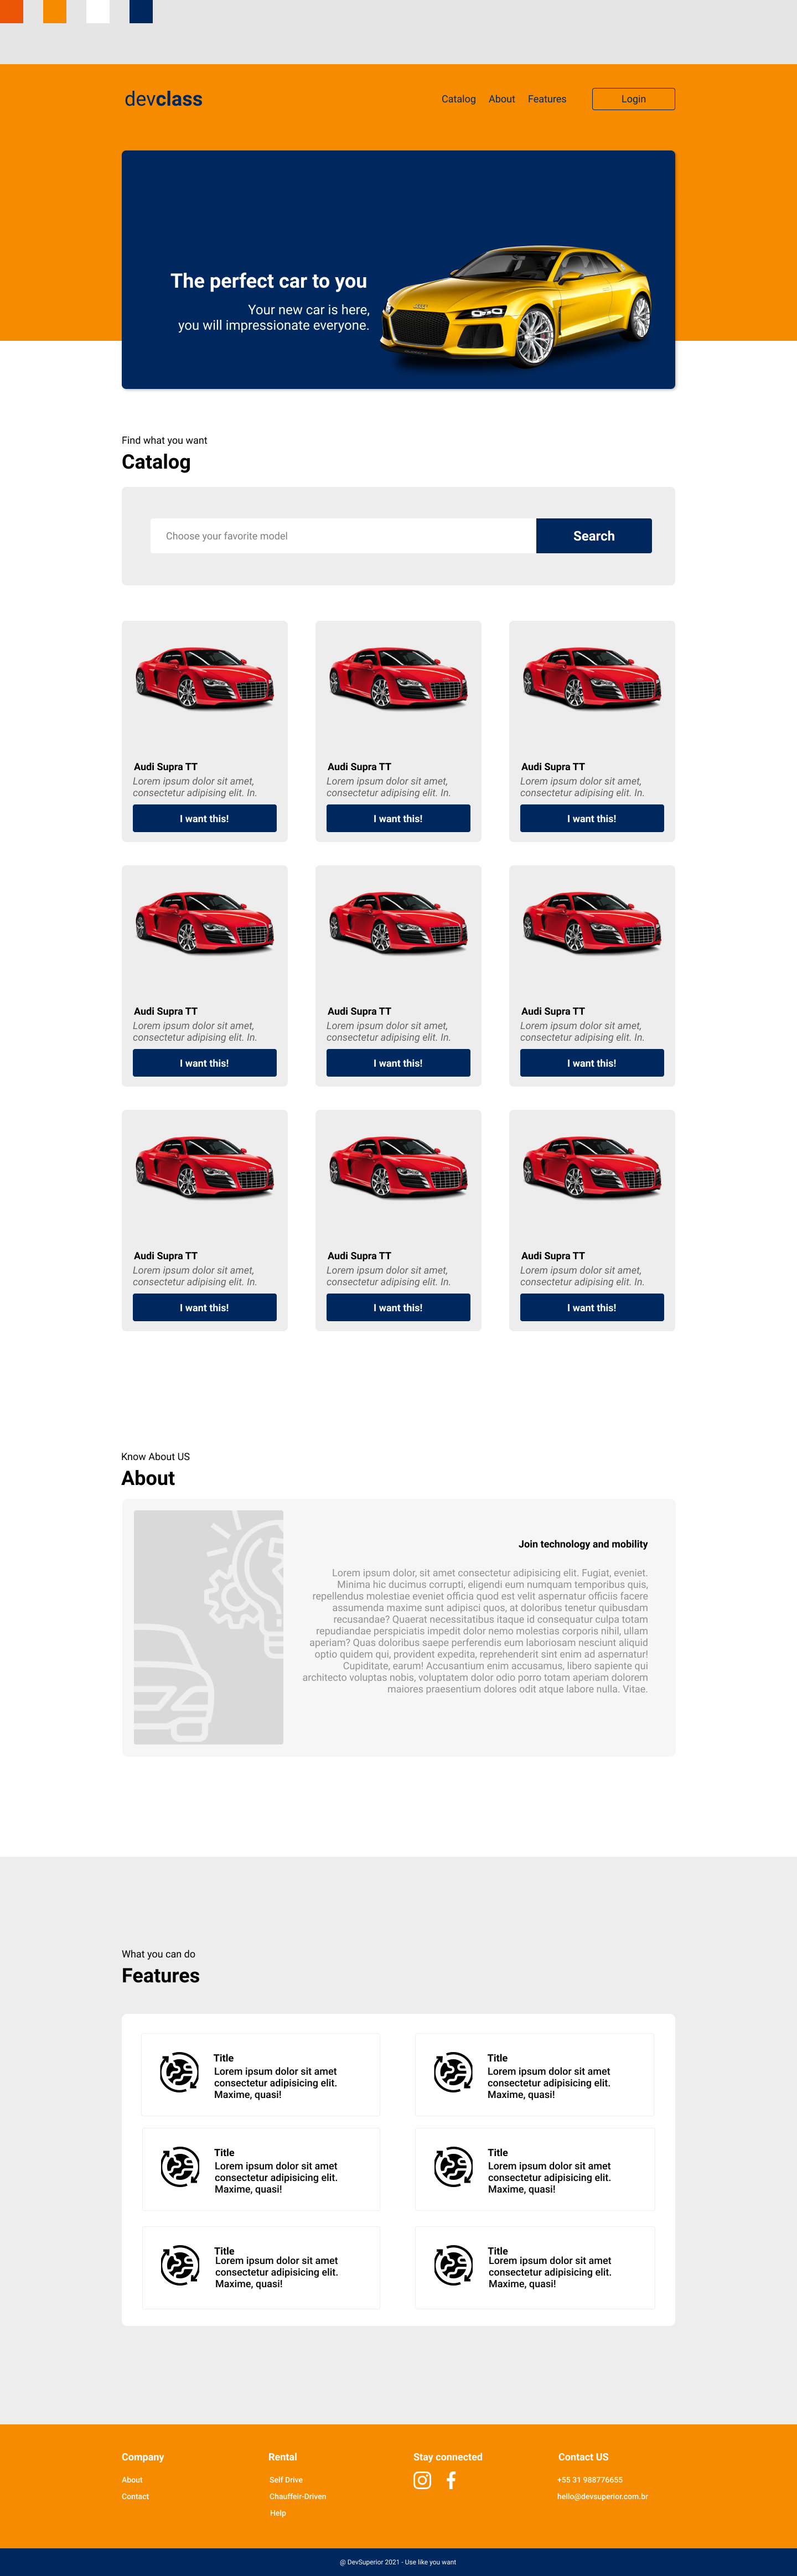 devclass
Catalog About Features Login
The perfect car to you
Your new car is here,
you will impressionate everyone.
Find what you want
Catalog
Choose your favorite model
Search
Audi Supra TT
Lorem ipsum dolor sit amet,
consectetur adipising elit. In.
I want this!
Audi Supra TT
Lorem ipsum dolor sit amet,
consectetur adipising elit. In.
I want this!
Audi Supra TT
Lorem ipsum dolor sit amet,
consectetur adipising elit. In.
I want this!
Audi Supra TT
Lorem ipsum dolor sit amet,
consectetur adipising elit. In.
I want this!
Audi Supra TT
Lorem ipsum dolor sit amet,
consectetur adipising elit. In.
I want this!
Audi Supra TT
Lorem ipsum dolor sit amet,
consectetur adipising elit. In.
I want this!
Audi Supra TT
Lorem ipsum dolor sit amet,
consectetur adipising elit. In.
I want this!
Audi Supra TT
Lorem ipsum dolor sit amet,
consectetur adipising elit. In.
I want this!
Audi Supra TT
Lorem ipsum dolor sit amet,
consectetur adipising elit. In.
I want this!
Know About US
About
Join technology and mobility
Lorem ipsum dolor, sit amet consectetur adipisicing elit. Fugiat, eveniet.
Minima hic ducimus corrupti, eligendi eum numquam temporibus quis,
repellendus molestiae eveniet officia quod est velit aspernatur officiis facere
assumenda maxime sunt adipisci quos, at doloribus tenetur quibusdam
recusandae? Quaerat necessitatibus itaque id consequatur culpa totam
repudiandae perspiciatis impedit dolor nemo molestias corporis nihil, ullam
aperiam? Quas doloribus saepe perferendis eum laboriosam nesciunt aliquid
optio quidem qui, provident expedita, reprehenderit sint enim ad aspernatur!
Cupiditate, earum! Accusantium enim accusamus, libero sapiente qui
architecto voluptas nobis, voluptatem dolor odio porro totam aperiam dolorem
maiores praesentium dolores odit atque labore nulla. Vitae.
What you can do
Features
Title
Lorem ipsum dolor sit amet
consectetur adipisicing elit.
Maxime, quasi!
Title
Lorem ipsum dolor sit amet
consectetur adipisicing elit.
Maxime, quasi!
Title
Lorem ipsum dolor sit amet
consectetur adipisicing elit.
Maxime, quasi!
Title
Lorem ipsum dolor sit amet
consectetur adipisicing elit.
Maxime, quasi!
Title
Lorem ipsum dolor sit amet
consectetur adipisicing elit.
Maxime, quasi!
Title
Lorem ipsum dolor sit amet
consectetur adipisicing elit.
Maxime, quasi!
Company
About
Contact
Rental
Self Drive
Chauffeir-Driven
Help
Stay connected
Contact US
+55 31 988776655
hello@devsuperior.com.br
@ DevSuperior 2021 - Use like you want